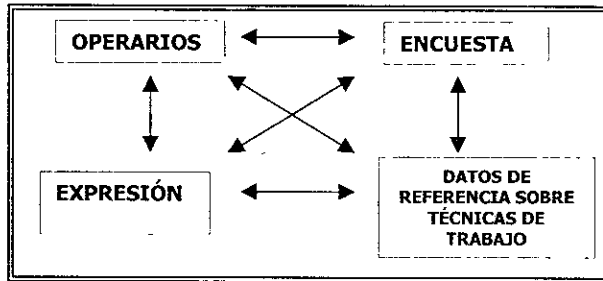 OPERARIOS
ENCUESTA
EXPRESIÓN
DATOS DE
REFERENCIA SOBRE
TÉCNICAS DE
TRABAJO